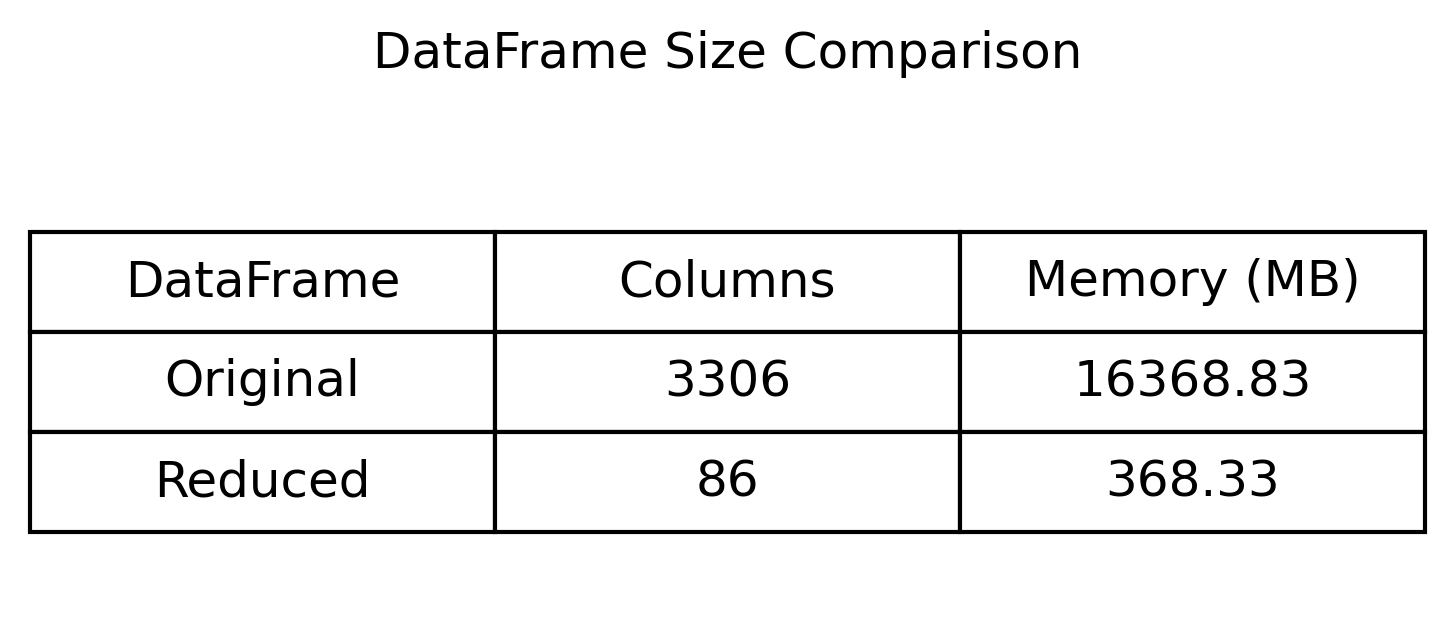 DataFrame Size Comparison
DataFrame Columns Memory (MB)
Original 3306 16368.83
Reduced 86 368.33